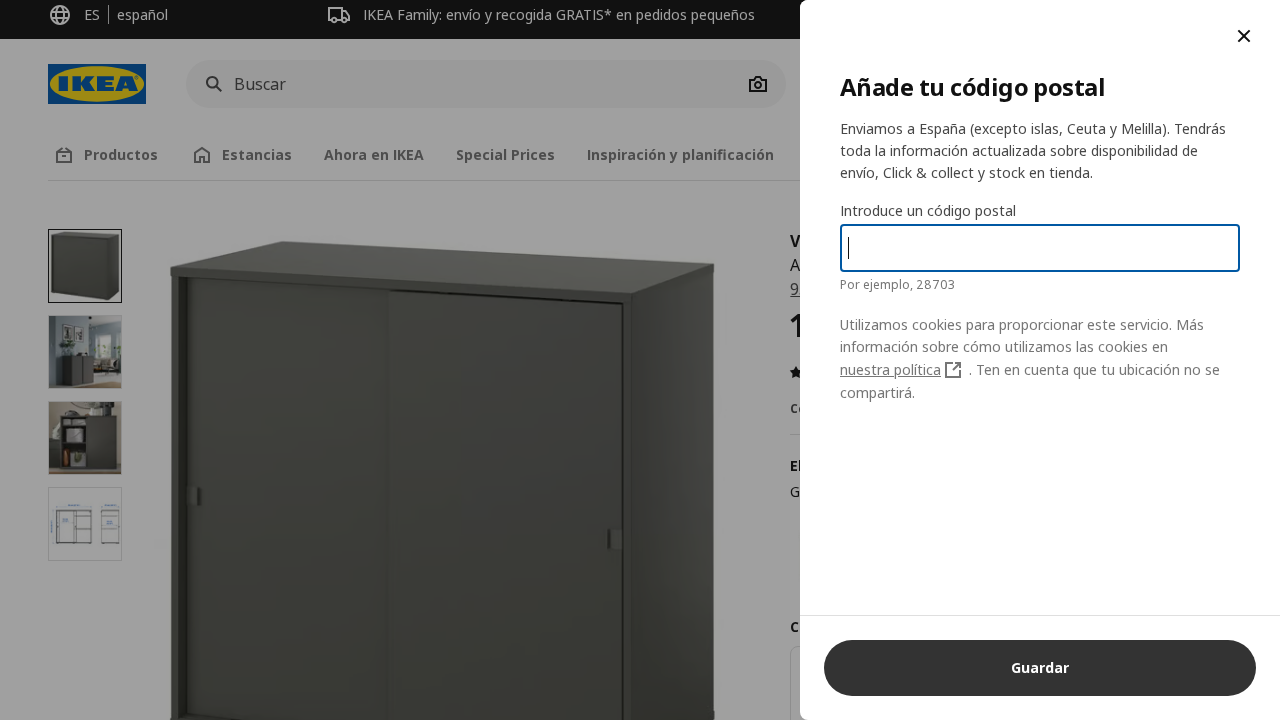 ES español
IKEA Family: envío y recogida GRATIS* en pedidos pequeños
IKEA
Buscar
Productos
Estancias
Ahora en IKEA
Special Prices
Inspiración y planificación
Añade tu código postal
Enviamos a España (excepto islas, Ceuta y Melilla). Tendrás
toda la información actualizada sobre disponibilidad de
envío, Click & collect y stock en tienda.
Introduce un código postal
Por ejemplo, 28703
Utilizamos cookies para proporcionar este servicio. Más
información sobre cómo utilizamos las cookies en
nuestra política . Ten en cuenta que tu ubicación no se
compartirá.
Guardar